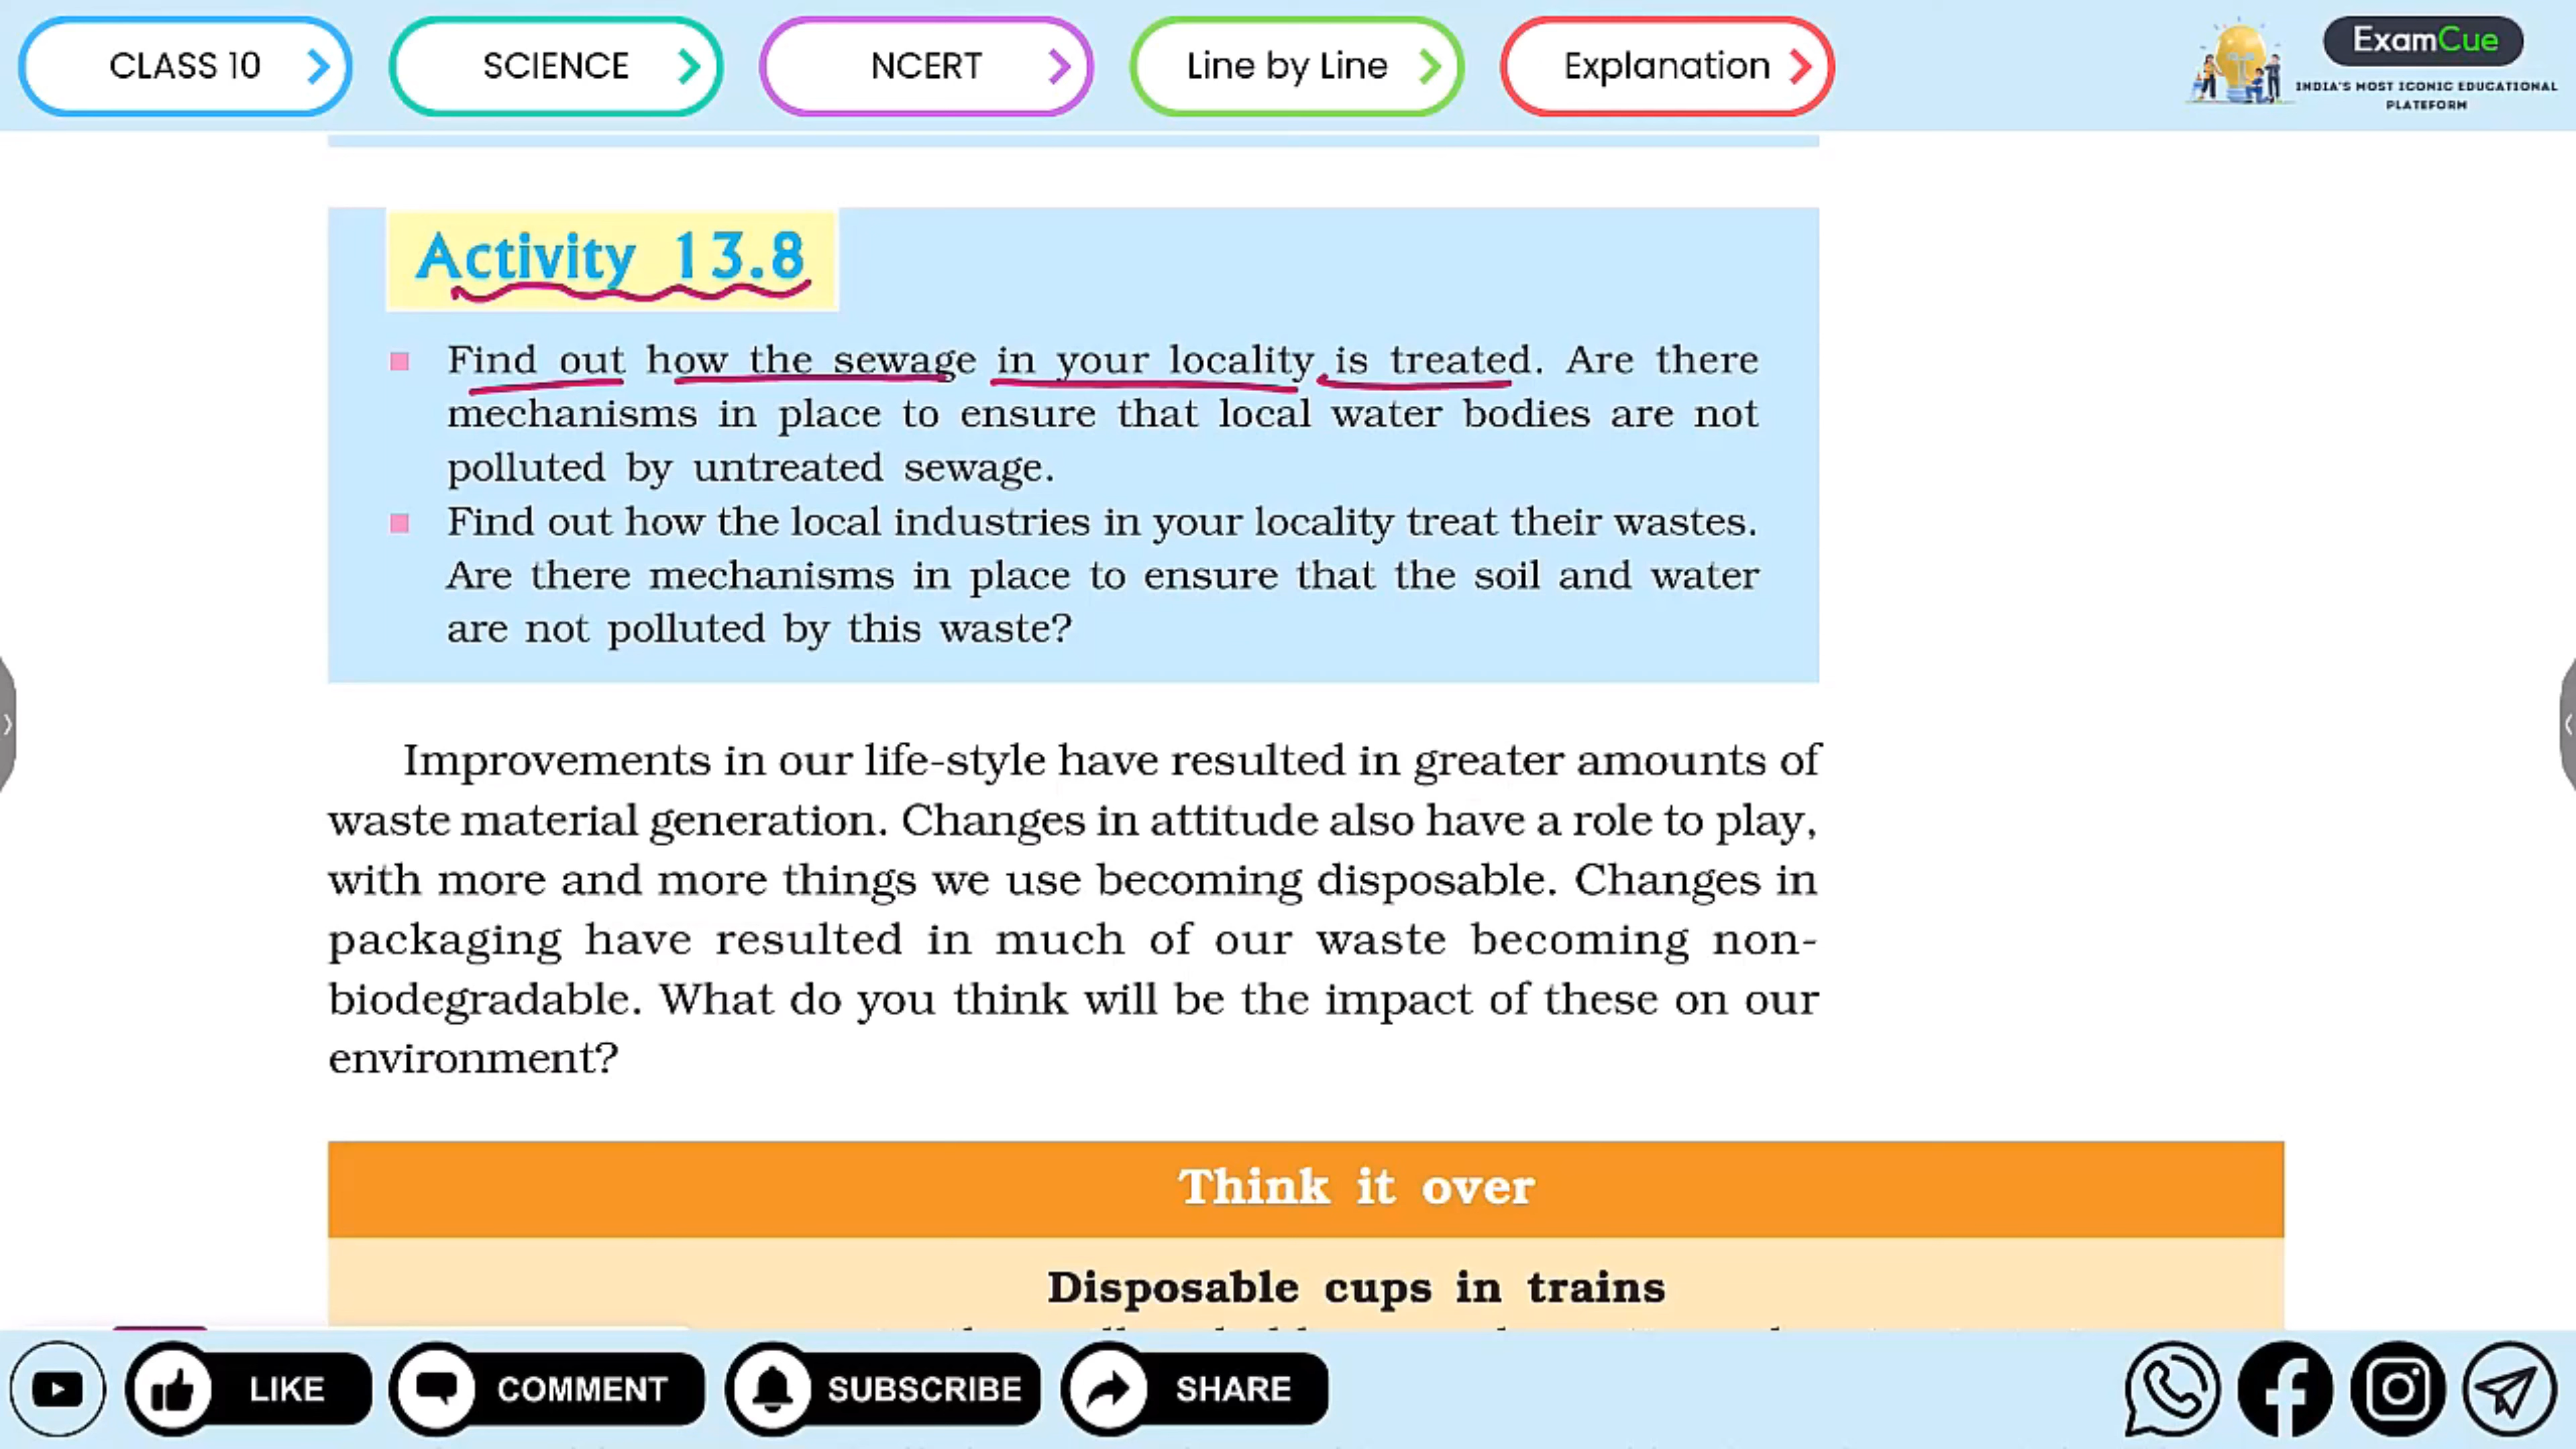 CLASS 10
SCIENCE
NCERT
Line by Line
Explanation
ExamCue
INDIA'S MOST ICONIC EDUCATIONAL
PLATEFORM
Activity 13.8
Find out how the sewage in your locality is treated. Are there
mechanisms in place to ensure that local water bodies are not
polluted by untreated sewage.
Find out how the local industries in your locality treat their wastes.
Are there mechanisms in place to ensure that the soil and water
are not polluted by this waste?
Improvements in our life-style have resulted in greater amounts of
waste material generation. Changes in attitude also have a role to play,
with more and more things we use becoming disposable. Changes in
packaging have resulted in much of our waste becoming non-
biodegradable. What do you think will be the impact of these on our
environment?
Think it over
Disposable cups in trains
LIKE
COMMENT
SUBSCRIBE
SHARE